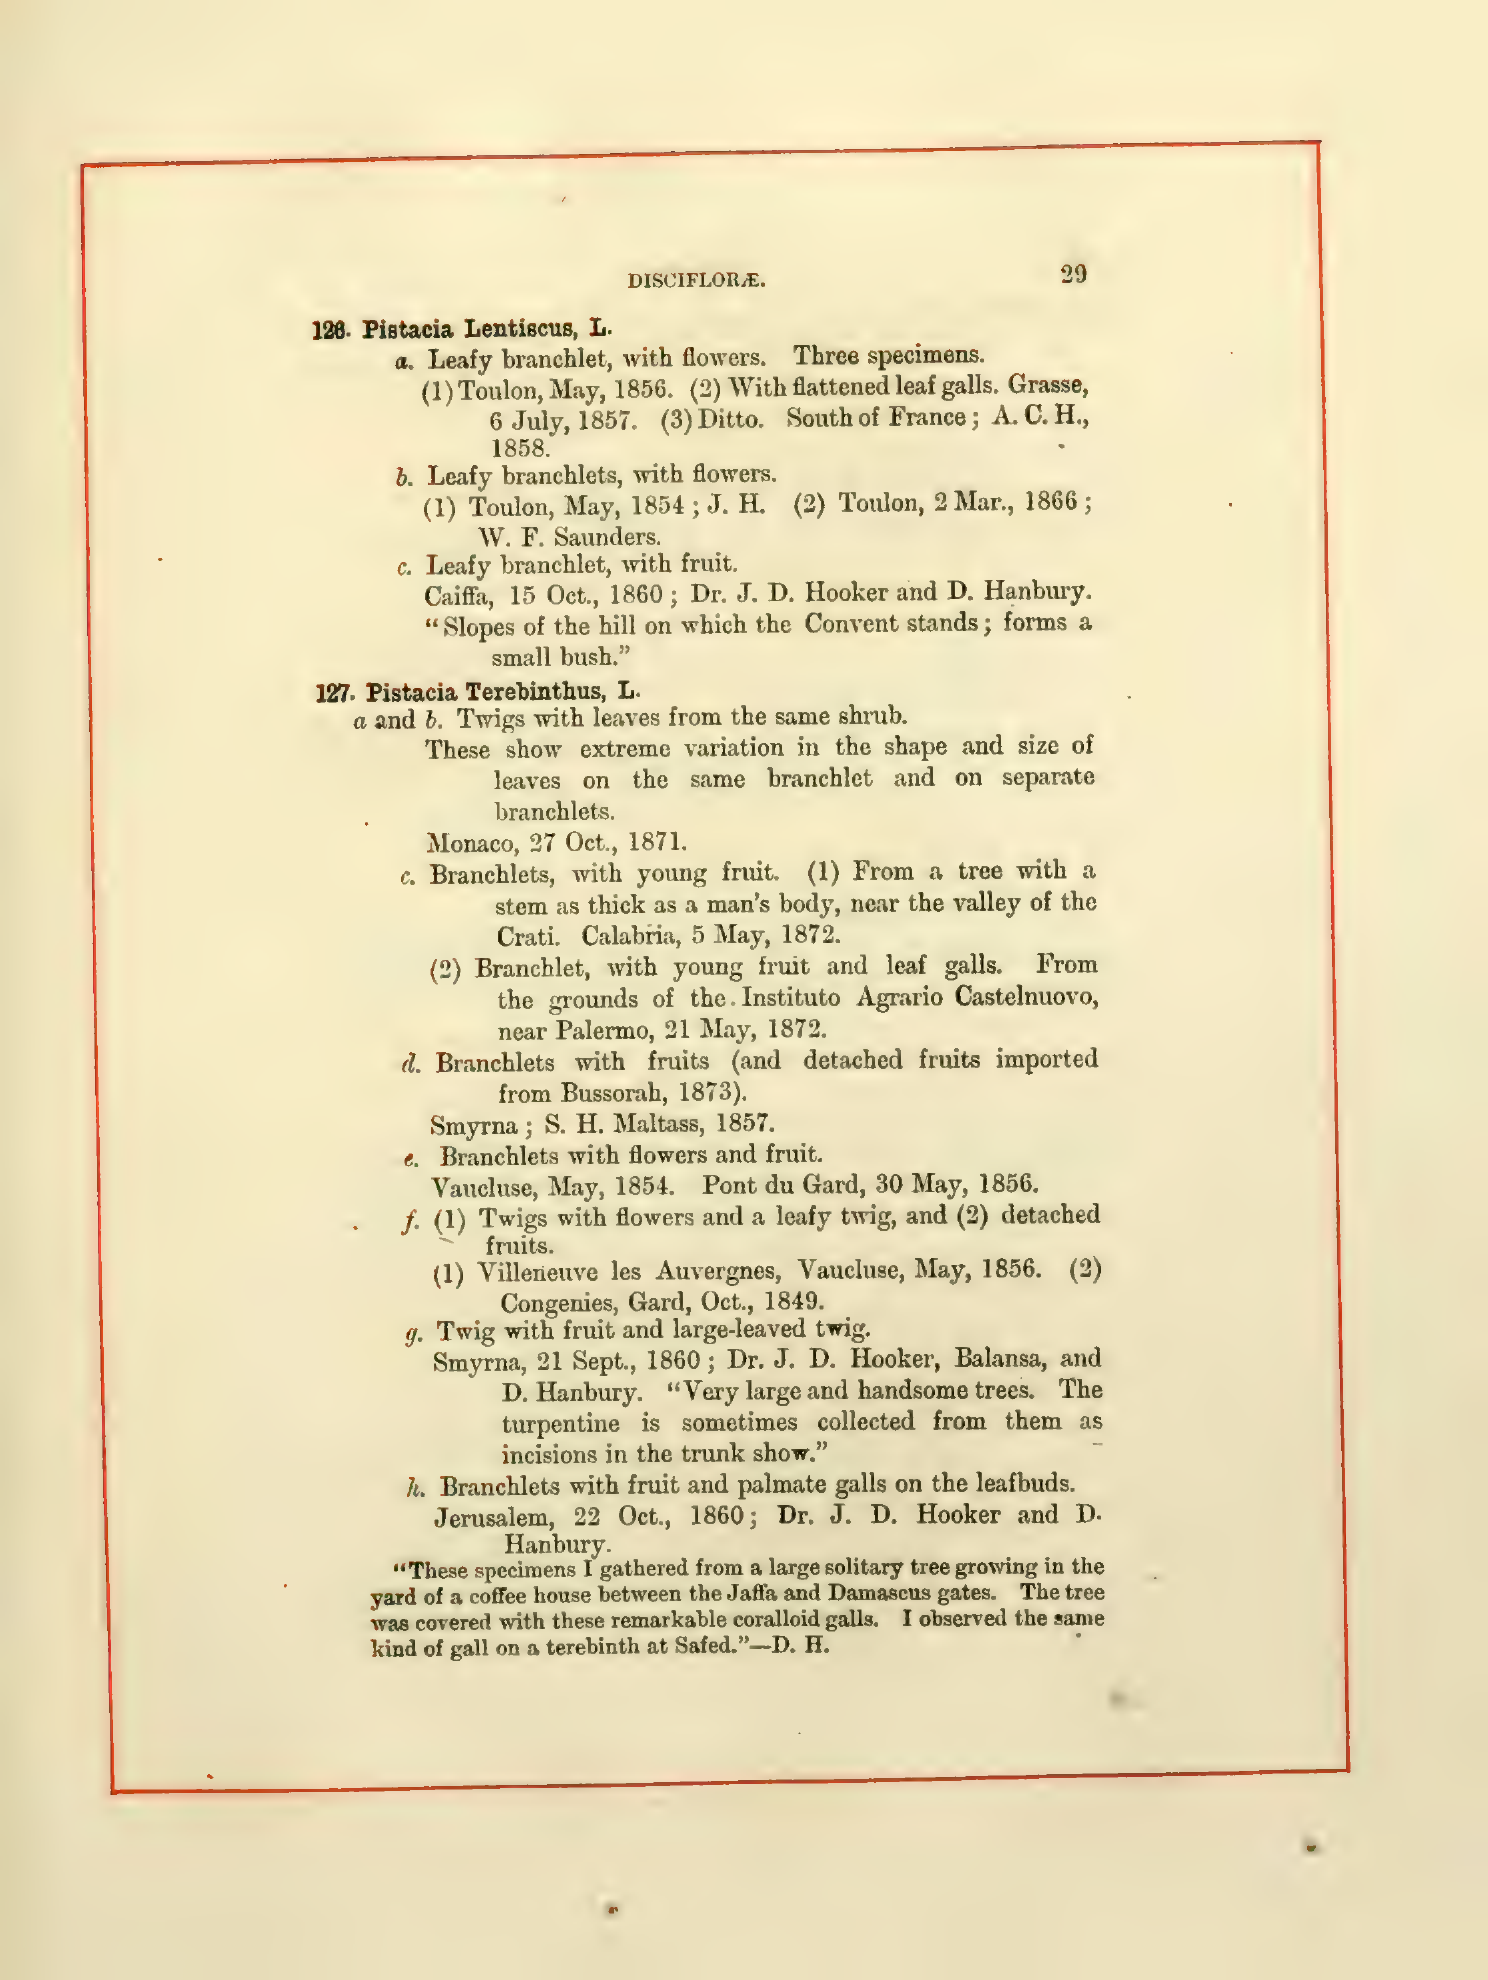 DISCIFLORÆ. 29
126. Pistacia Lentiscus, L.
a. Leafy branchlet, with flowers. Three specimens.
(1) Toulon, May, 1856. (2) With flattened leaf galls. Grasse,
6 July, 1857. (3) Ditto. South of France; A. C. H.,
1858.
b. Leafy branchlets, with flowers.
(1) Toulon, May, 1854; J. H. (2) Toulon, 2 Mar., 1866;
W. F. Saunders.
c. Leafy branchlet, with fruit.
Caiffa, 15 Oct., 1860; Dr. J. D. Hooker and D. Hanbury.
“Slopes of the hill on which the Convent stands; forms a
small bush.”
127. Pistacia Terebinthus, L.
a and b. Twigs with leaves from the same shrub.
These show extreme variation in the shape and size of
leaves on the same branchlet and on separate
branchlets.
Monaco, 27 Oct., 1871.
c. Branchlets, with young fruit. (1) From a tree with a
stem as thick as a man’s body, near the valley of the
Crati. Calabria, 5 May, 1872.
(2) Branchlet, with young fruit and leaf galls. From
the grounds of the Instituto Agrario Castelnuovo,
near Palermo, 21 May, 1872.
d. Branchlets with fruits (and detached fruits imported
from Bussorah, 1873).
Smyrna; S. H. Maltass, 1857.
e. Branchlets with flowers and fruit.
Vaucluse, May, 1854. Pont du Gard, 30 May, 1856.
f. (1) Twigs with flowers and a leafy twig, and (2) detached
fruits.
(1) Villeneuve les Auvergnes, Vaucluse, May, 1856. (2)
Congenies, Gard, Oct., 1849.
g. Twig with fruit and large-leaved twig.
Smyrna, 21 Sept., 1860; Dr. J. D. Hooker, Balansa, and
D. Hanbury. “Very large and handsome trees. The
turpentine is sometimes collected from them as
incisions in the trunk show.”
h. Branchlets with fruit and palmate galls on the leafbuds.
Jerusalem, 22 Oct., 1860; Dr. J. D. Hooker and D.
Hanbury.
“These specimens I gathered from a large solitary tree growing in the
yard of a coffee house between the Jaffa and Damascus gates. The tree
was covered with these remarkable coralloid galls. I observed the same
kind of gall on a terebinth at Safed.”—D. H.